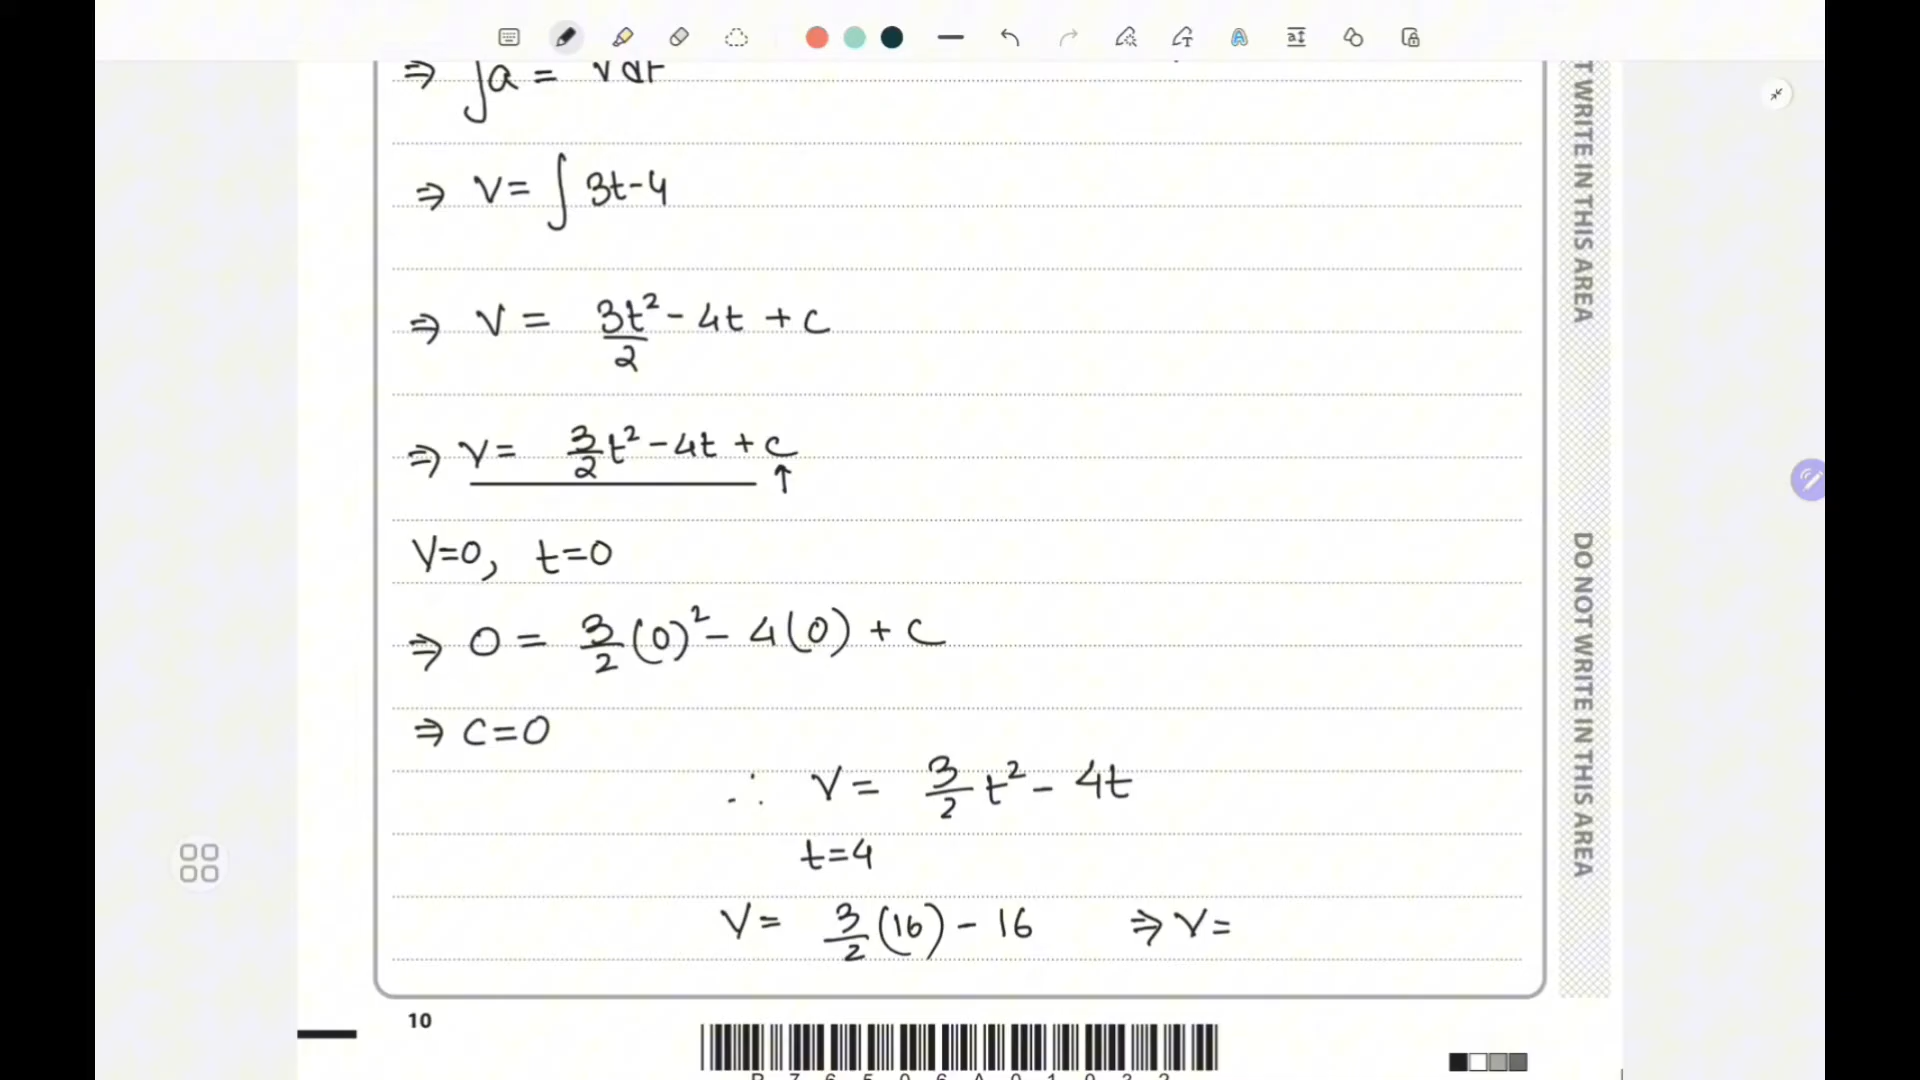 ⇒ ∫a =
⇒ V = ∫ 3t-4
⇒ V = 3t²/2 - 4t + c
⇒ V = 3/2 t² - 4t + c
↑
V=0, t=0
⇒ 0 = 3/2 (0)² - 4(0) + c
⇒ c=0
∴ V = 3/2 t² - 4t
t=4
V = 3/2 (16) - 16 ⇒ V =
10
T WRITE IN THIS AREA
DO NOT WRITE IN THIS AREA